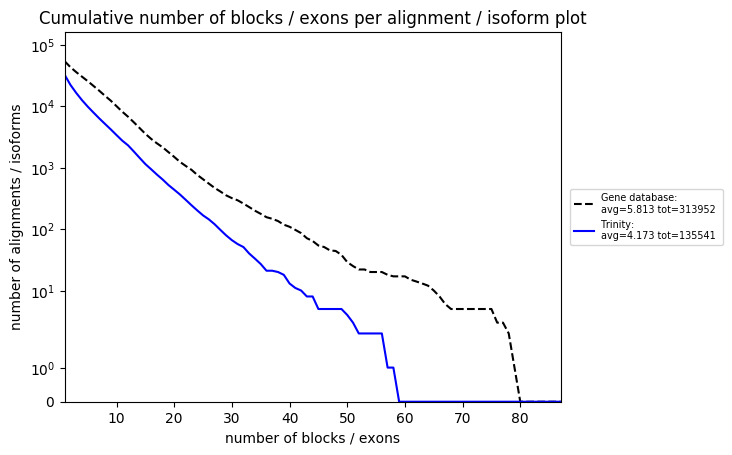 Cumulative number of blocks / exons per alignment / isoform plot
number of alignments / isoforms
10^5
10^4
10^3
10^2
10^1
10^0
0
10 20 30 40 50 60 70 80
number of blocks / exons
Gene database:
avg=5.813 tot=313952
Trinity:
avg=4.173 tot=135541